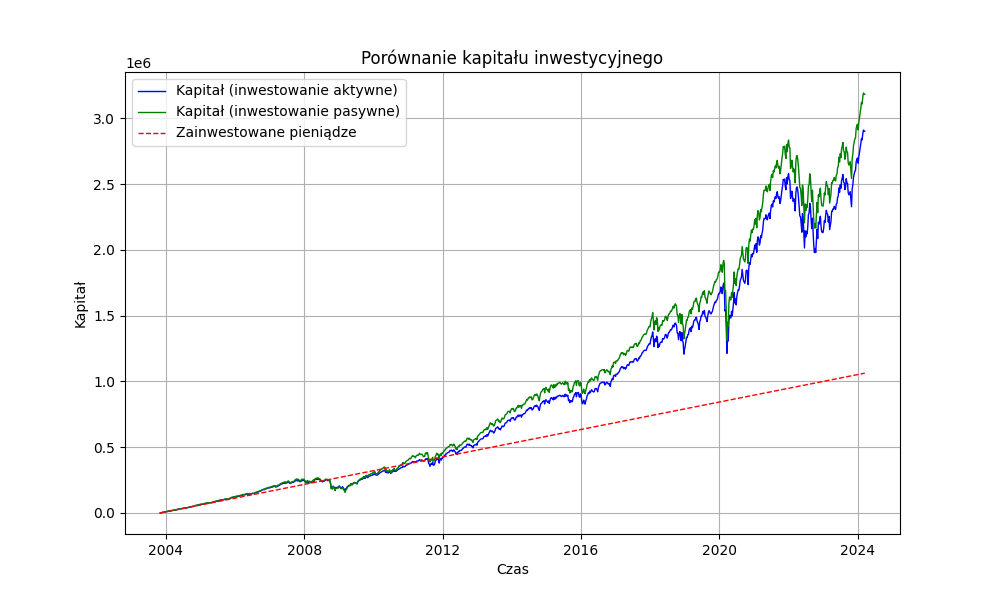 Porównanie kapitału inwestycyjnego
1e6
Kapitał (inwestowanie aktywne)
Kapitał (inwestowanie pasywne)
Zainwestowane pieniądze
3.0
2.5
2.0
1.5
1.0
0.5
0.0
Kapitał
2004 2008 2012 2016 2020 2024
Czas